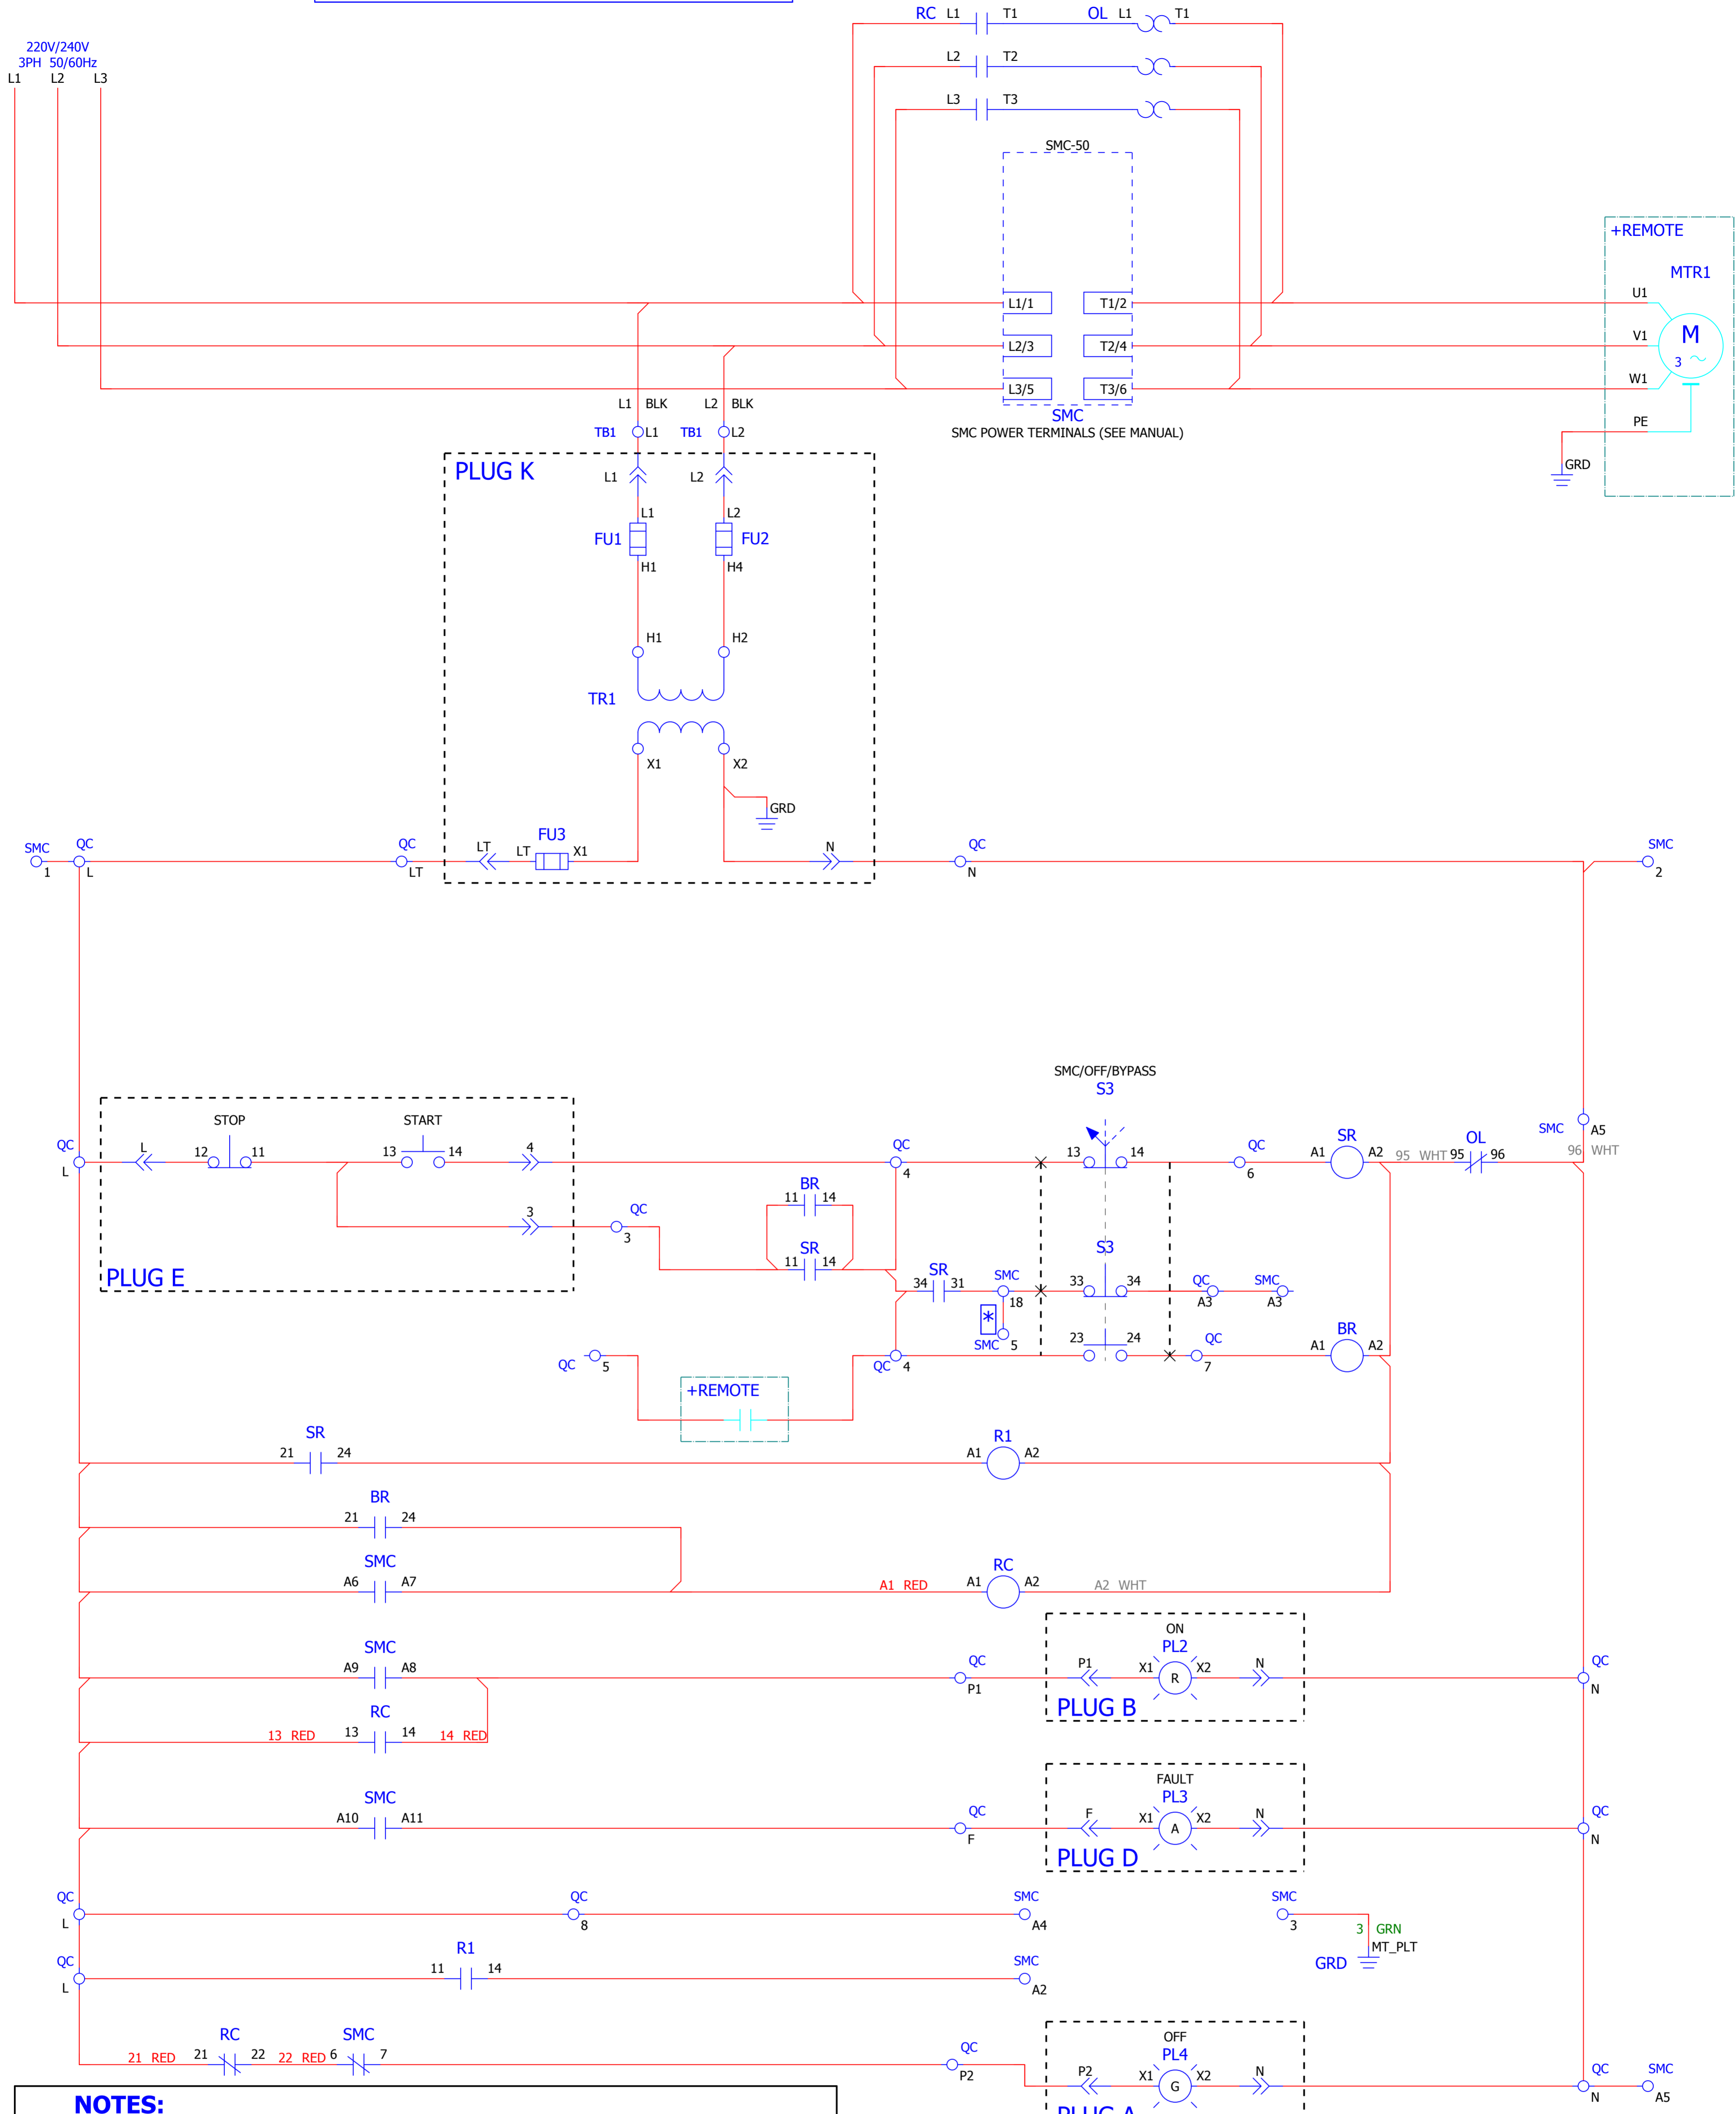 RC L1 T1 OL L1 T1
220V/240V
3PH 50/60Hz
L1 L2 L3
L2 T2
L3 T3
SMC-50
+REMOTE
MTR1
L1/1 T1/2 U1
L2/3 T2/4 V1
M
3
L3/5 T3/6 W1
L1 BLK L2 BLK
SMC
PE
TB1 L1 TB1 L2
SMC POWER TERMINALS (SEE MANUAL)
PLUG K
L1 L2
GRD
L1 L2
FU1 FU2
H1 H4
H1 H2
TR1
X1 X2
GRD
FU3
SMC QC QC LT LT X1 N QC SMC
1 L LT N 2
SMC/OFF/BYPASS
S3
STOP START
SMC A5
QC L 12 11 13 14 4 QC 13 14 QC SR OL
A1 A2 95 WHT 95 96 96 WHT
L 4 6
BR
11 14
3 QC
3
SR
11 14
S3
PLUG E
SR
34 31 SMC 33 34 QC SMC
18 A3 A3
*
SMC 5
23 24 QC BR
A1 A2
QC 5 QC 4 7
+REMOTE
SR R1
21 24 A1 A2
BR
21 24
SMC RC
A6 A7 A1 RED A1 A2 A2 WHT
ON
SMC PL2
A9 A8 QC P1 X1 R X2 N QC
P1 N
RC PLUG B
13 RED 13 14 14 RED
FAULT
SMC PL3
A10 A11 QC F X1 A X2 N QC
F N
PLUG D
QC QC SMC SMC
L 8 A4 3
3 GRN
R1 MT_PLT
QC 11 14 SMC GRD
L A2
RC SMC OFF
21 RED 21 22 22 RED 6 7 QC PL4
P2 P2 X1 G X2 N QC SMC
N A5
NOTES:
PLUG A